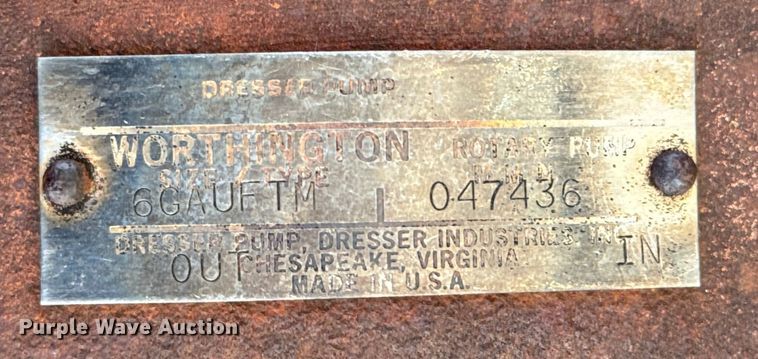 DRESSER PUMP
WORTHINGTON ROTARY PUMP
SIZE / TYPE
6GAUFTM 047436
DRESSER PUMP, DRESSER INDUSTRIES IN
OUT CHESAPEAKE, VIRGINIA IN
MADE IN U.S.A.
Purple Wave Auction